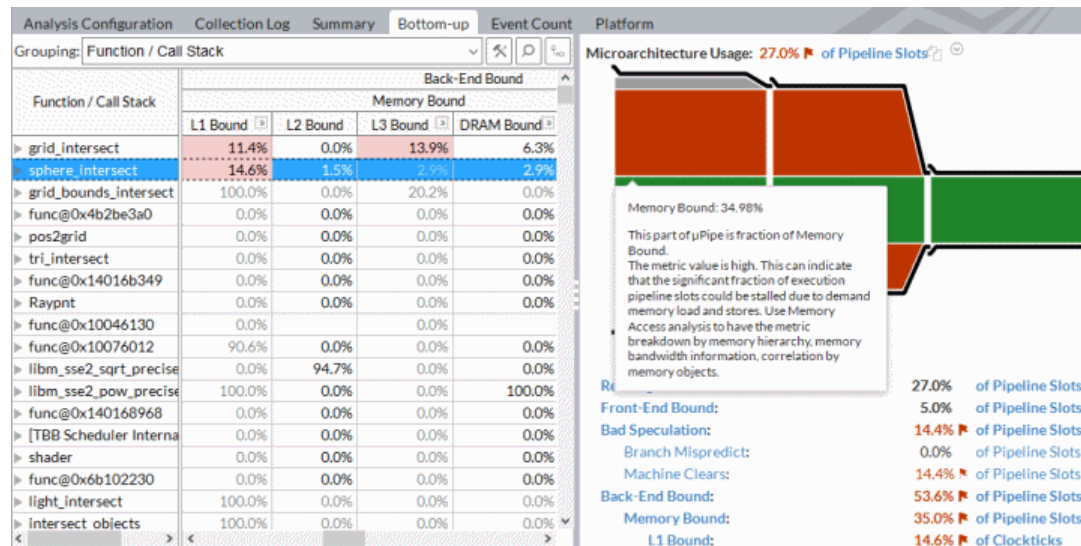 Analysis Configuration Collection Log Summary Bottom-up Event Count Platform
Grouping: Function / Call Stack
Function / Call Stack
Back-End Bound
Memory Bound
L1 Bound L2 Bound L3 Bound DRAM Bound
grid_intersect 11.4% 0.0% 13.9% 6.3%
sphere_intersect 14.6% 1.5% 2.9% 2.9%
grid_bounds_intersect 100.0% 0.0% 20.2% 0.0%
func@0x4b2be3a0 0.0% 0.0% 0.0% 0.0%
pos2grid 0.0% 0.0% 0.0% 0.0%
tri_intersect 0.0% 0.0% 0.0% 0.0%
func@0x14016b349 0.0% 0.0% 0.0% 0.0%
Raypnt 0.0% 0.0% 0.0% 0.0%
func@0x10046130 0.0% 0.0%
func@0x10076012 90.6% 0.0% 0.0% 0.0%
libm_sse2_sqrt_precise 0.0% 94.7% 0.0% 0.0%
libm_sse2_pow_precise 100.0% 0.0% 0.0% 100.0%
func@0x140168968 0.0% 0.0% 0.0% 0.0%
[TBB Scheduler Interna 0.0% 0.0% 0.0% 0.0%
shader 0.0% 0.0% 0.0% 0.0%
func@0x6b102230 0.0% 0.0% 0.0% 0.0%
light_intersect 100.0% 0.0% 0.0% 0.0%
intersect_objects 100.0% 0.0% 0.0% 0.0%
Microarchitecture Usage: 27.0% of Pipeline Slots
Memory Bound: 34.98%
This part of µPipe is fraction of Memory
Bound.
The metric value is high. This can indicate
that the significant fraction of execution
pipeline slots could be stalled due to demand
memory load and stores. Use Memory
Access analysis to have the metric
breakdown by memory hierarchy, memory
bandwidth information, correlation by
memory objects.
27.0% of Pipeline Slots
Front-End Bound: 5.0% of Pipeline Slots
Bad Speculation: 14.4% of Pipeline Slots
Branch Mispredict: 0.0% of Pipeline Slots
Machine Clears: 14.4% of Pipeline Slots
Back-End Bound: 53.6% of Pipeline Slots
Memory Bound: 35.0% of Pipeline Slots
L1 Bound: 14.6% of Clockticks